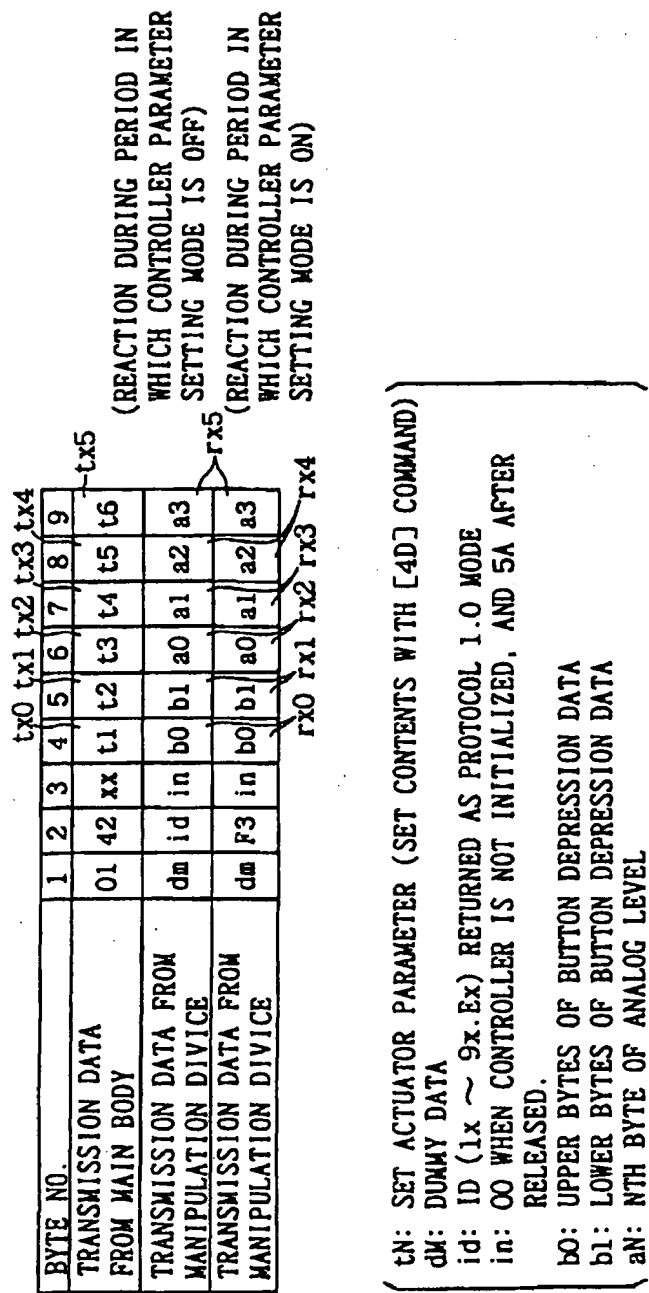 tx0 tx1 tx2 tx3 tx4
BYTE NO. 1 2 3 4 5 6 7 8 9
TRANSMISSION DATA FROM MAIN BODY 01 42 xx t1 t2 t3 t4 t5 t6
tx5
TRANSMISSION DATA FROM MANIPULATION DIVICE dm id in b0 b1 a0 a1 a2 a3
(REACTION DURING PERIOD IN
WHICH CONTROLLER PARAMETER
SETTING MODE IS OFF)
TRANSMISSION DATA FROM MANIPULATION DIVICE dm F3 in b0 b1 a0 a1 a2 a3
rx5
(REACTION DURING PERIOD IN
WHICH CONTROLLER PARAMETER
SETTING MODE IS ON)
rx0 rx1 rx2 rx3 rx4
tN: SET ACTUATOR PARAMETER (SET CONTENTS WITH [4D] COMMAND)
dM: DUMMY DATA
id: ID (1x ~ 9x.Ex) RETURNED AS PROTOCOL 1.0 MODE
in: 00 WHEN CONTROLLER IS NOT INITIALIZED, AND 5A AFTER
RELEASED.
b0: UPPER BYTES OF BUTTON DEPRESSION DATA
b1: LOWER BYTES OF BUTTON DEPRESSION DATA
aN: NTH BYTE OF ANALOG LEVEL